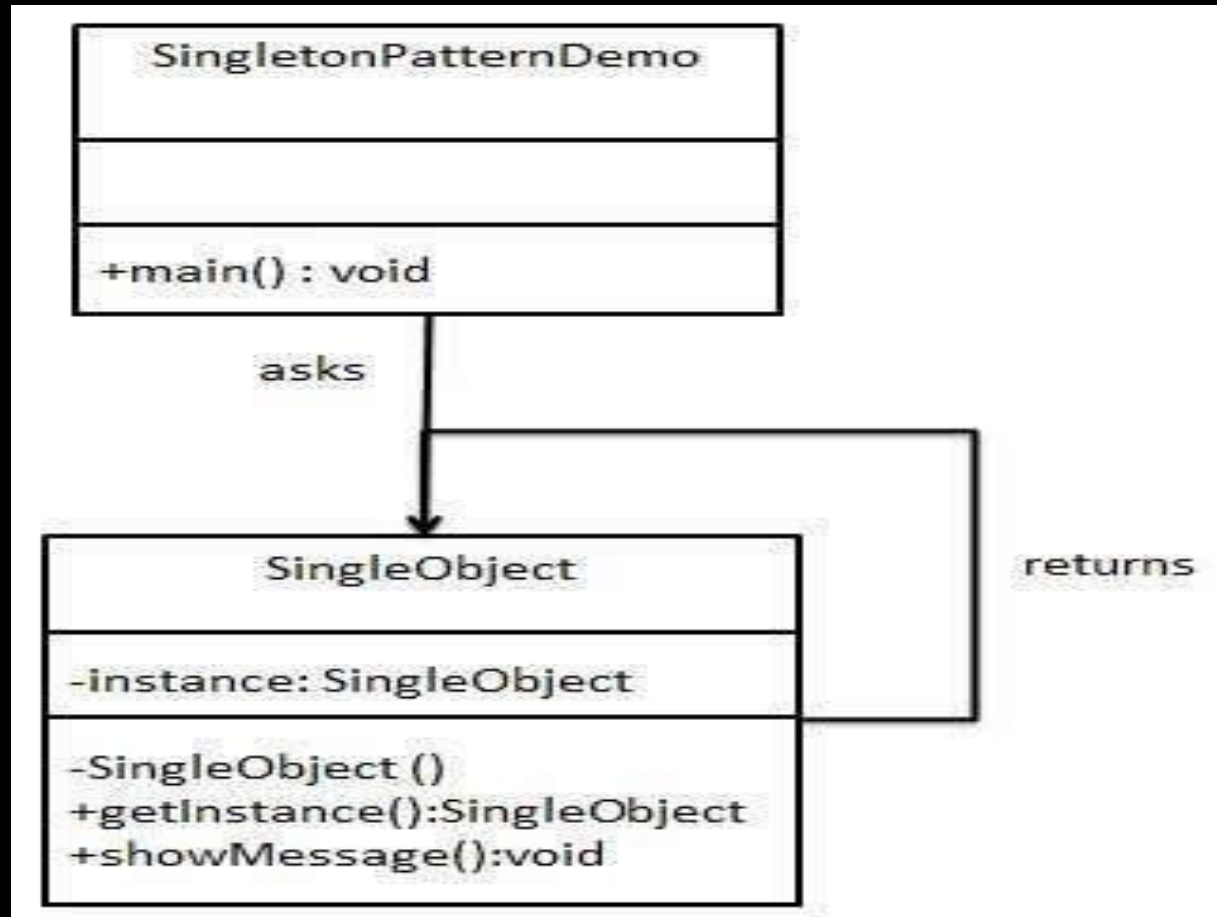 SingletonPatternDemo
+main() : void
asks
SingleObject
returns
-instance: SingleObject
-SingleObject ()
+getInstance():SingleObject
+showMessage():void